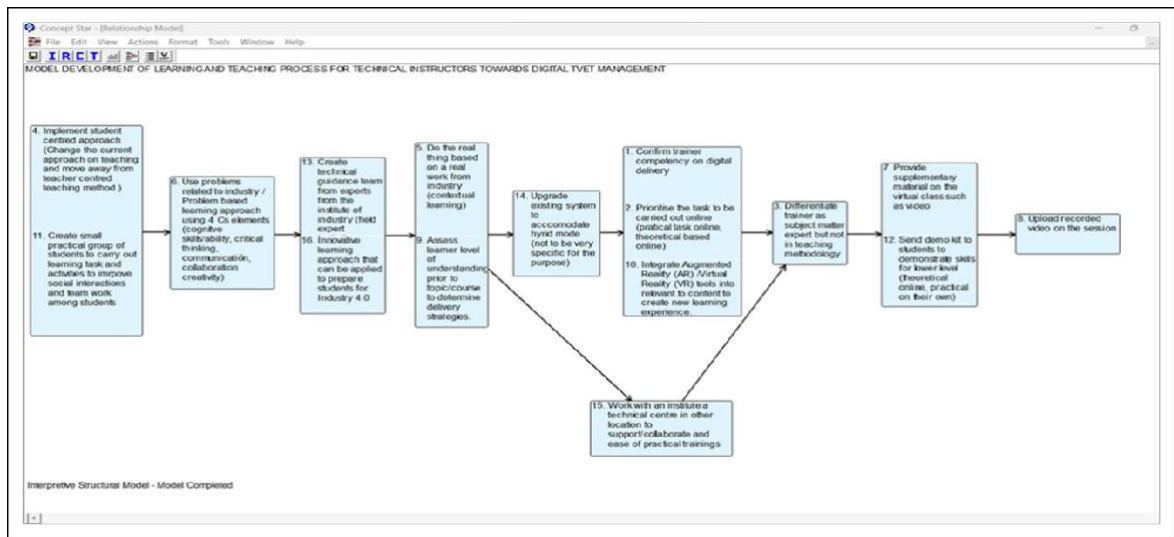 Concept Star - [Relationship Model]
File Edit View Actions Format Tools Window Help
I R C T
MODEL DEVELOPMENT OF LEARNING AND TEACHING PROCESS FOR TECHNICAL INSTRUCTORS TOWARDS DIGITAL TVET MANAGEMENT
4. Implement student
centred approach
(Change the current
approach on teaching
and move away from
teacher centred
teaching method )
11. Create small
practical group of
students to carry out
learning task and
activities to imrpove
social interactions
and team work
among students
6. Use problems
related to industry /
Problem based
learning approach
using 4 Cs elements
(cognitive
skills/ability, critical
thinking,
communication,
collaboration
creativity)
13. Create
technical
guidance team
from experts
from the
institute of
industry (field
expert
16. Innovative
learning
approach that
can be applied
to prepare
students for
Industry 4.0
5. Do the real
thing based
on a real
work from
industry
(contextual
learning)
9. Assess
learner level
of
understanding
prior to
topic/course
to determine
delivery
strategies.
14. Upgrade
existing system
to
acccomodate
hyrid mode
(not to be very
specific for the
purpose)
1. Confirm trainer
competency on digital
delivery
2. Prioritise the task to be
carried out online
(pratical task online,
theoretical based
online)
10. Integrate Augmented
Reality (AR) /Virtual
Reality (VR) tools into
relevant to content to
create new learning
experience.
15. Work with an institute a
technical centre in other
location to
support/collaborate and
ease of practical trainings
3. Differentiate
trainer as
subject matter
expert but not
in teaching
methodology
7 Provide
supplementary
material on the
virtual class such
as video
12. Send demo kit to
students to
demonstrate skills
for lower level
(theoretical
online, practical
on their own)
8. Upload recorded
video on the session
Interpretive Structural Model - Model Completed